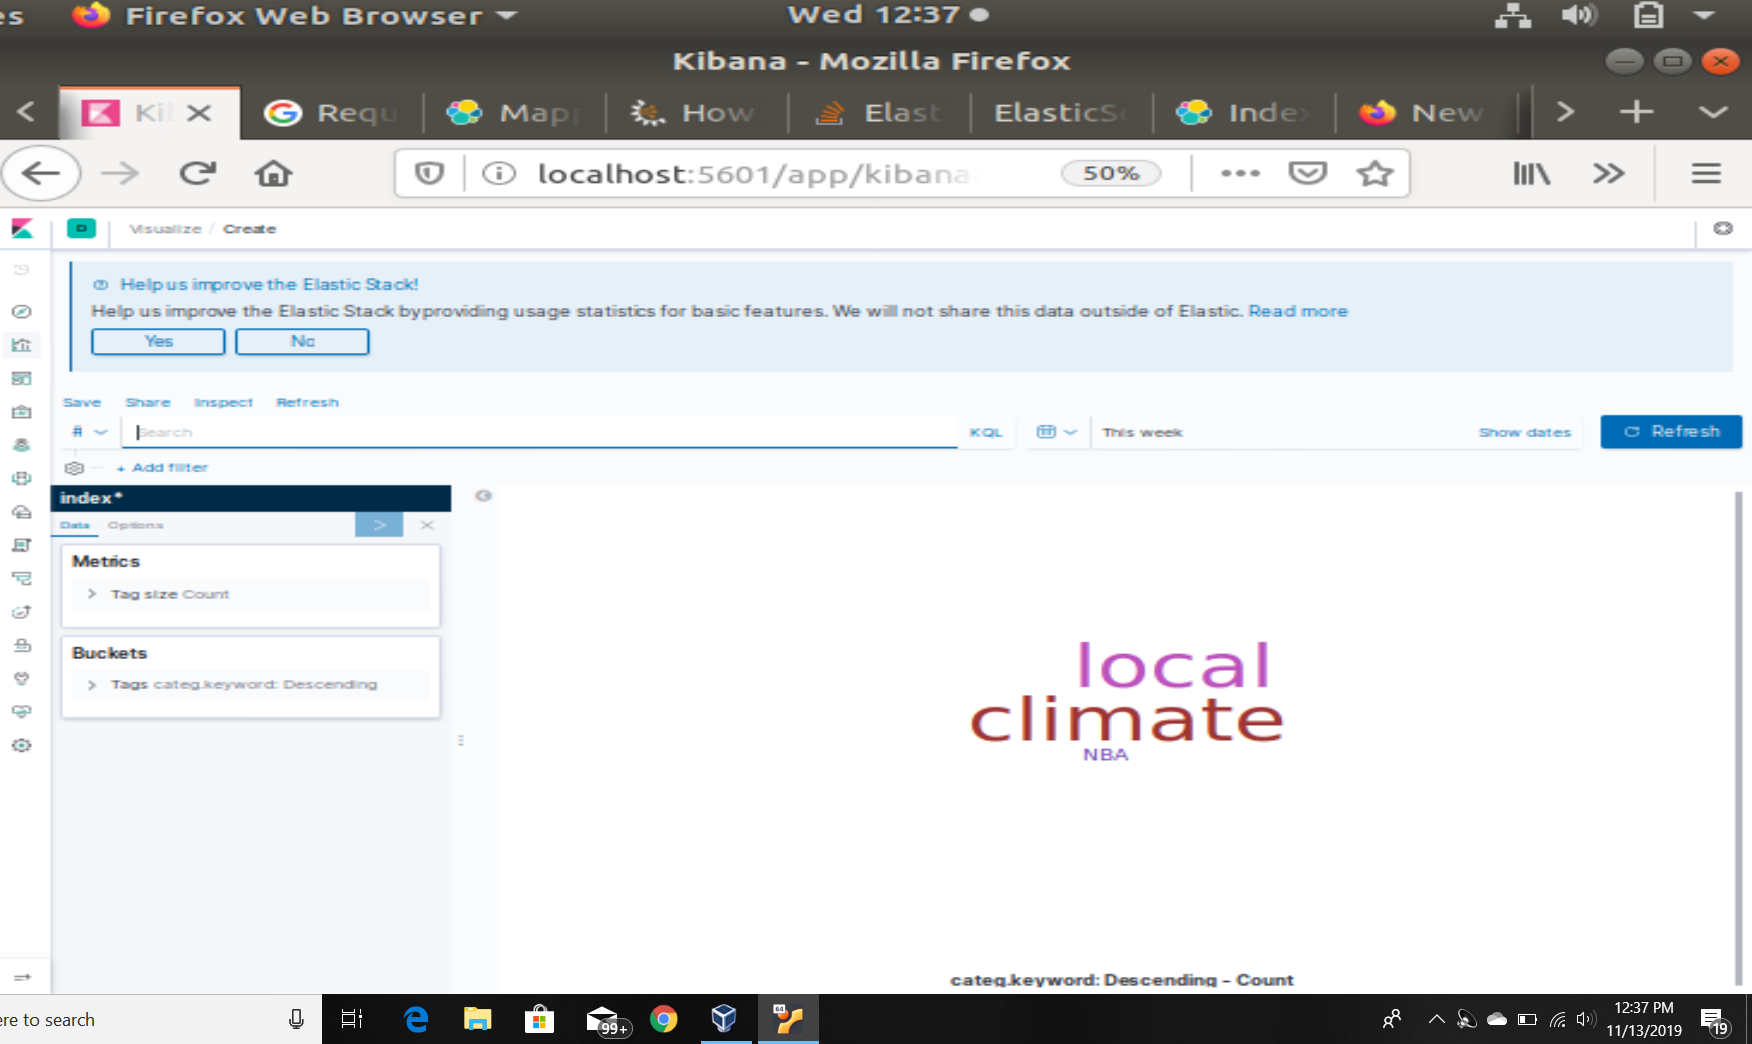 es Firefox Web Browser Wed 12:37
Kibana - Mozilla Firefox
Ki Requ Map How Elast ElasticSe Index New
localhost:5601/app/kibana 50%
D Visualize / Create
Help us improve the Elastic Stack!
Help us improve the Elastic Stack byproviding usage statistics for basic features. We will not share this data outside of Elastic. Read more
Yes No
Save Share Inspect Refresh
# Search KQL This week Show dates Refresh
+ Add filter
index*
Data Options
Metrics
Tag size Count
Buckets
Tags categ.keyword: Descending
local
climate
NBA
categ.keyword: Descending - Count
ere to search 99+ 64 12:37 PM
11/13/2019 19